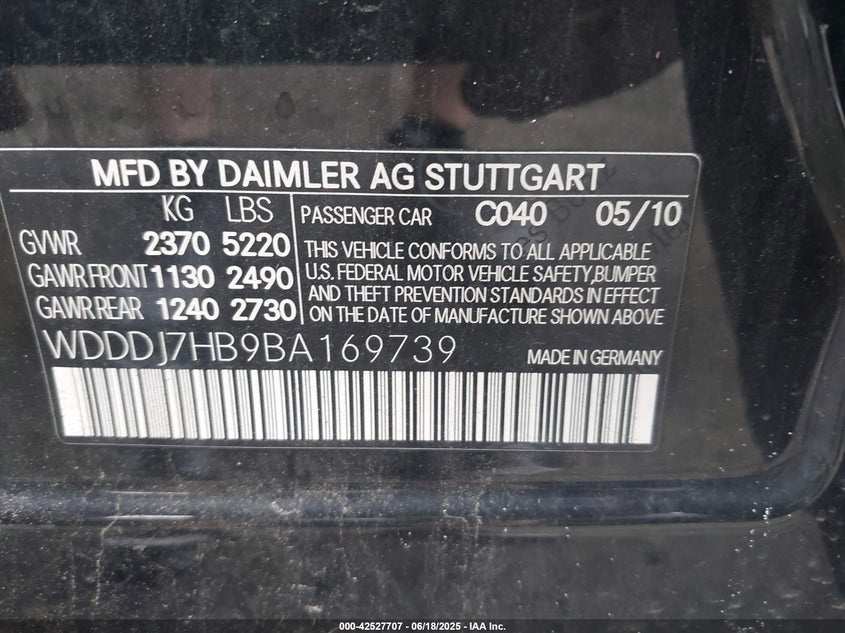 MFD BY DAIMLER AG STUTTGART
KG LBS
GVWR 2370 5220
GAWR FRONT 1130 2490
GAWR REAR 1240 2730
PASSENGER CAR C040 05/10
THIS VEHICLE CONFORMS TO ALL APPLICABLE
U.S. FEDERAL MOTOR VEHICLE SAFETY, BUMPER
AND THEFT PREVENTION STANDARDS IN EFFECT
ON THE DATE OF MANUFACTURE SHOWN ABOVE.
WDDDJ7HB9BA169739 MADE IN GERMANY
000-42527707 - 06/18/2025 - IAA Inc.